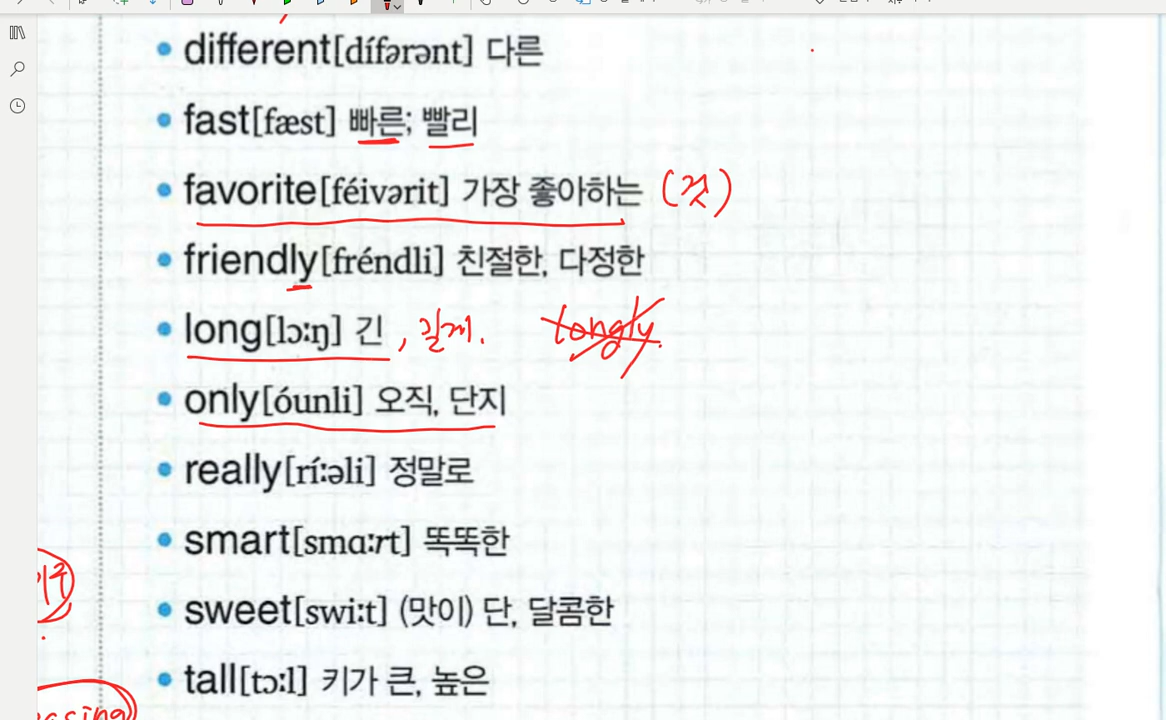 different[dífərənt] 다른
fast[fæst] 빠른; 빨리
favorite[féivərit] 가장 좋아하는 (것)
friendly[fréndli] 친절한, 다정한
long[lɔːŋ] 긴, 길게. longly.
only[óunli] 오직, 단지
really[ríːəli] 정말로
smart[smɑːrt] 똑똑한
sweet[swiːt] (맛이) 단, 달콤한
tall[tɔːl] 키가 큰, 높은